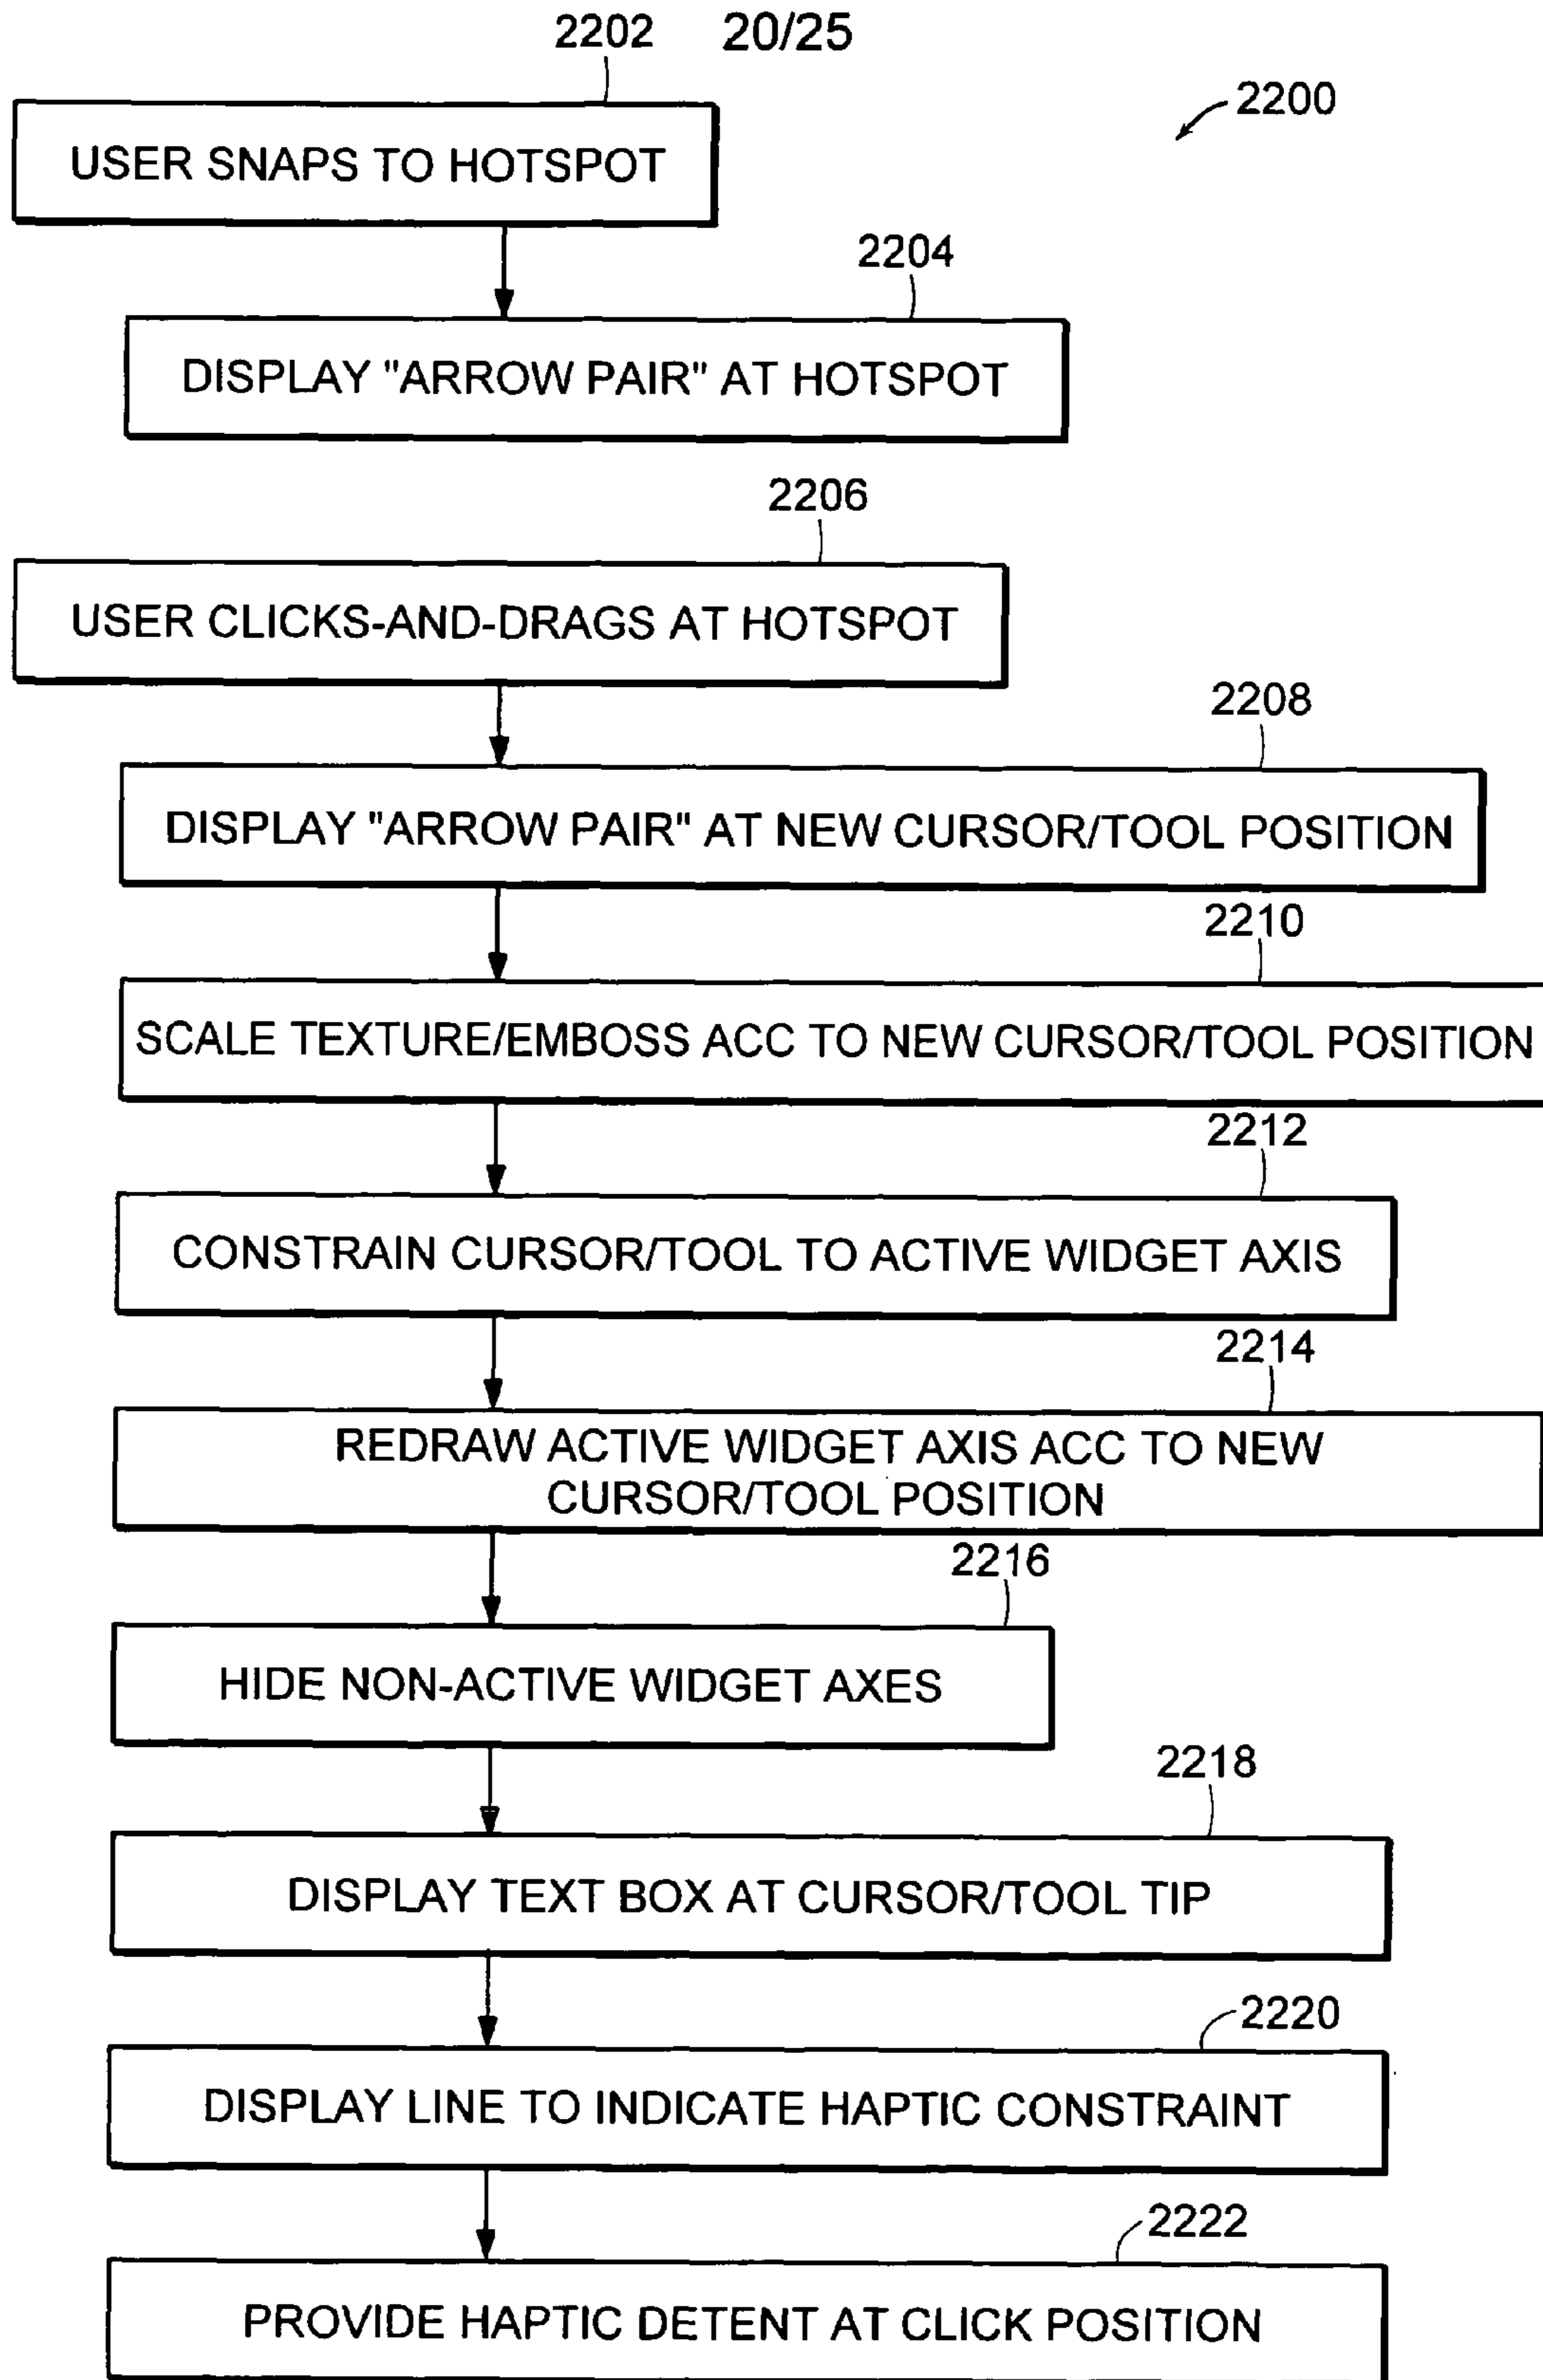 2202 20/25
2200
USER SNAPS TO HOTSPOT
2204
DISPLAY "ARROW PAIR" AT HOTSPOT
2206
USER CLICKS-AND-DRAGS AT HOTSPOT
2208
DISPLAY "ARROW PAIR" AT NEW CURSOR/TOOL POSITION
2210
SCALE TEXTURE/EMBOSS ACC TO NEW CURSOR/TOOL POSITION
2212
CONSTRAIN CURSOR/TOOL TO ACTIVE WIDGET AXIS
2214
REDRAW ACTIVE WIDGET AXIS ACC TO NEW
CURSOR/TOOL POSITION
2216
HIDE NON-ACTIVE WIDGET AXES
2218
DISPLAY TEXT BOX AT CURSOR/TOOL TIP
2220
DISPLAY LINE TO INDICATE HAPTIC CONSTRAINT
2222
PROVIDE HAPTIC DETENT AT CLICK POSITION